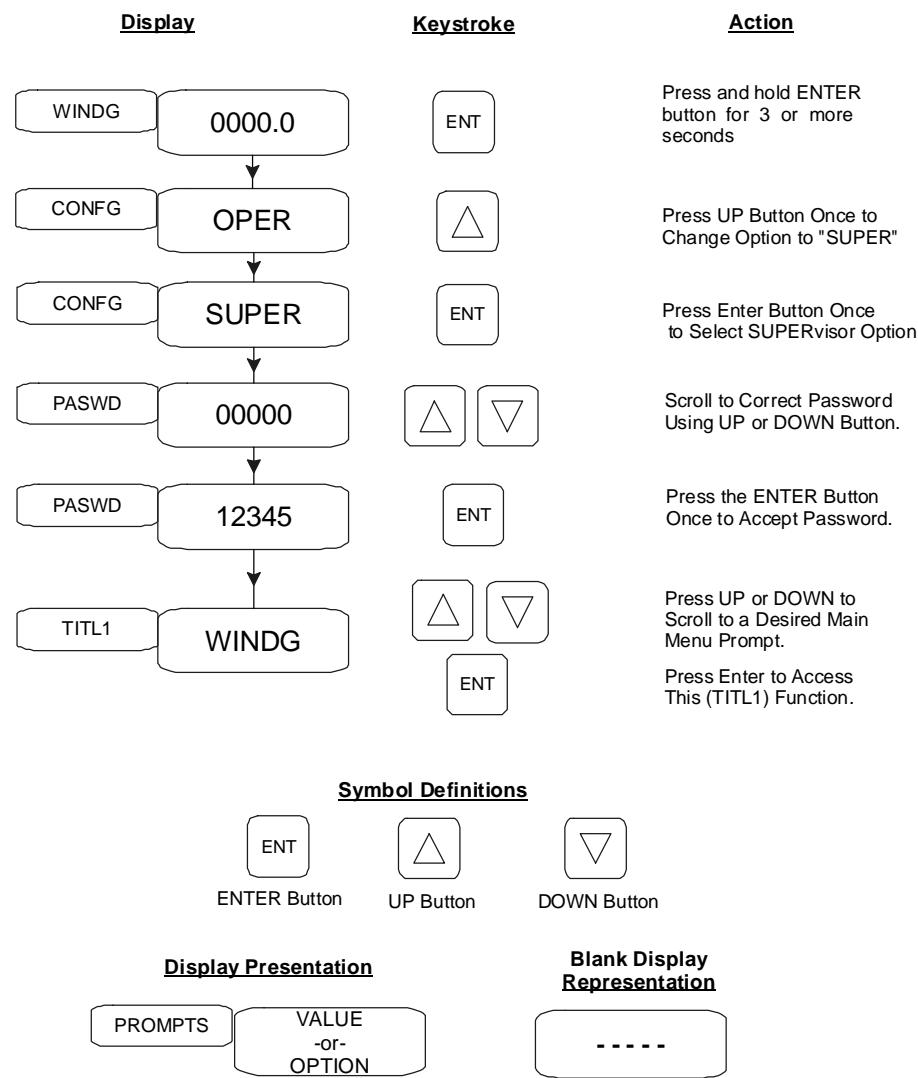 Display
Keystroke
Action
WINDG
0000.0
ENT
Press and hold ENTER
button for 3 or more
seconds
CONFG
OPER
Press UP Button Once to
Change Option to "SUPER"
CONFG
SUPER
ENT
Press Enter Button Once
to Select SUPERvisor Option
PASWD
00000
Scroll to Correct Password
Using UP or DOWN Button.
PASWD
12345
ENT
Press the ENTER Button
Once to Accept Password.
TITL1
WINDG
Press UP or DOWN to
Scroll to a Desired Main
Menu Prompt.
ENT
Press Enter to Access
This (TITL1) Function.
Symbol Definitions
ENT
ENTER Button
UP Button
DOWN Button
Display Presentation
PROMPTS
VALUE
-or-
OPTION
Blank Display
Representation
- - - - -